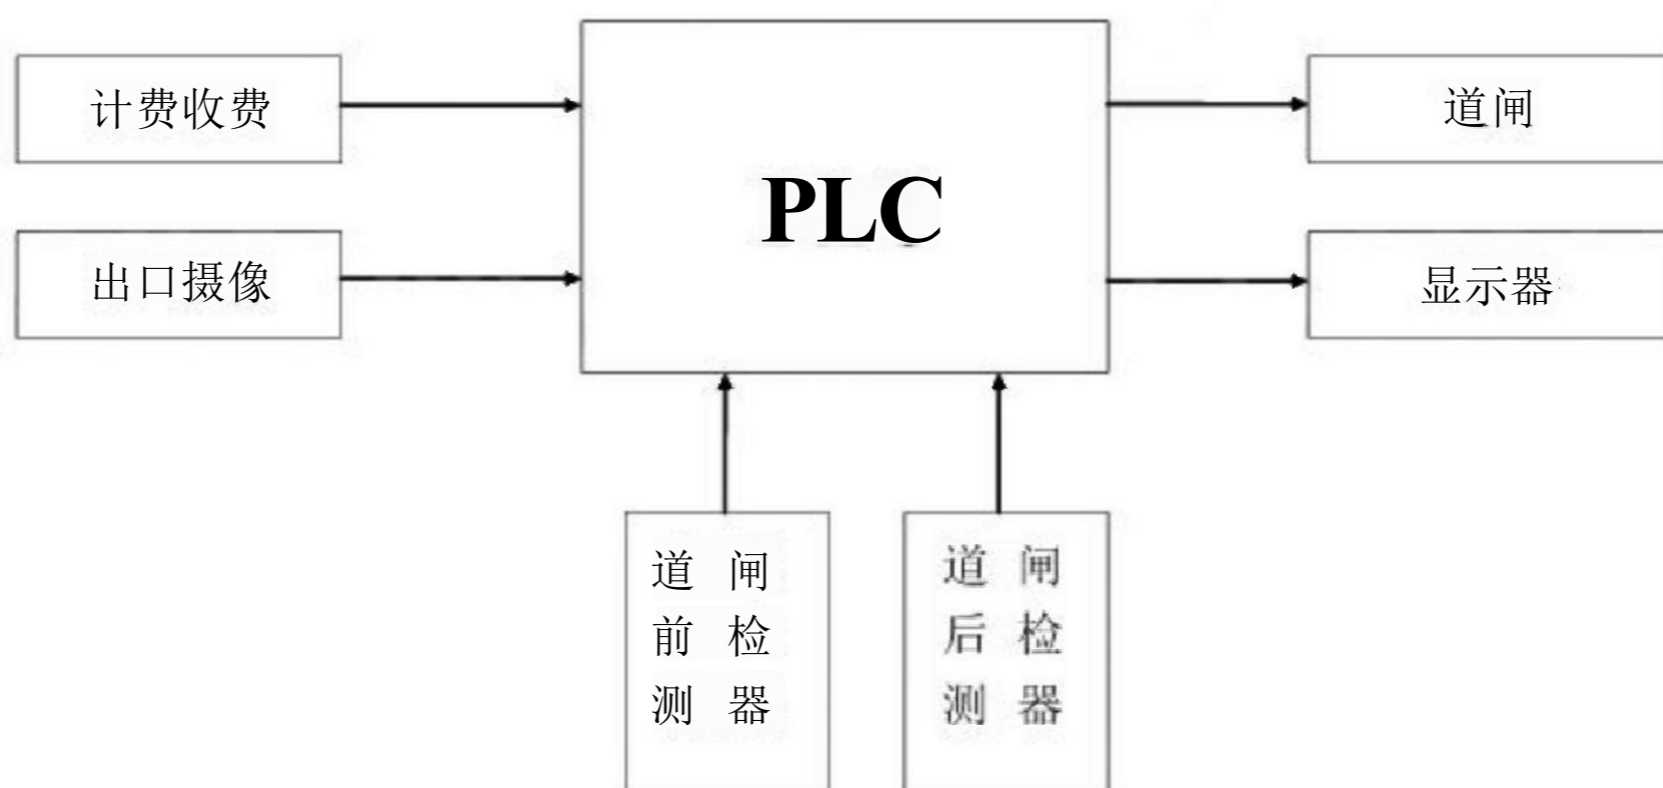 计费收费
道闸
PLC
出口摄像
显示器
道 闸
前 检
测 器
道 闸
后 检
测 器